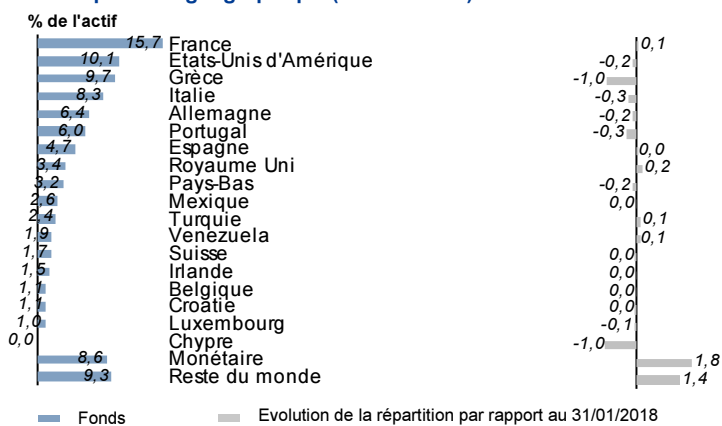 % de l'actif
15,7 France 0,1
10,1 Etats-Unis d'Amérique -0,2
9,7 Grèce -1,0
8,3 Italie -0,3
6,4 Allemagne -0,2
6,0 Portugal -0,3
4,7 Espagne 0,0
3,4 Royaume Uni 0,2
3,2 Pays-Bas -0,2
2,6 Mexique 0,0
2,4 Turquie 0,1
1,9 Venezuela 0,1
1,7 Suisse 0,0
1,5 Irlande 0,0
1,1 Belgique 0,0
1,1 Croatie 0,0
1,0 Luxembourg -0,1
0,0 Chypre -1,0
8,6 Monétaire 1,8
9,3 Reste du monde 1,4
Fonds Evolution de la répartition par rapport au 31/01/2018